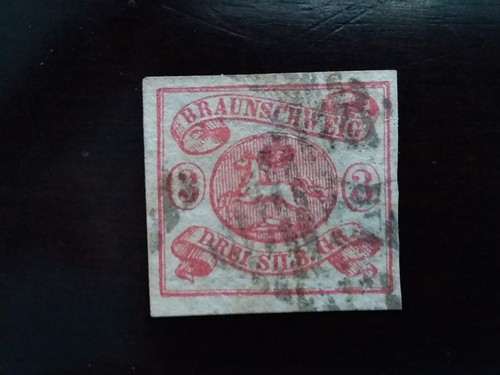 BRAUNSCHWEIG
3 3
DREI SILB. GR.